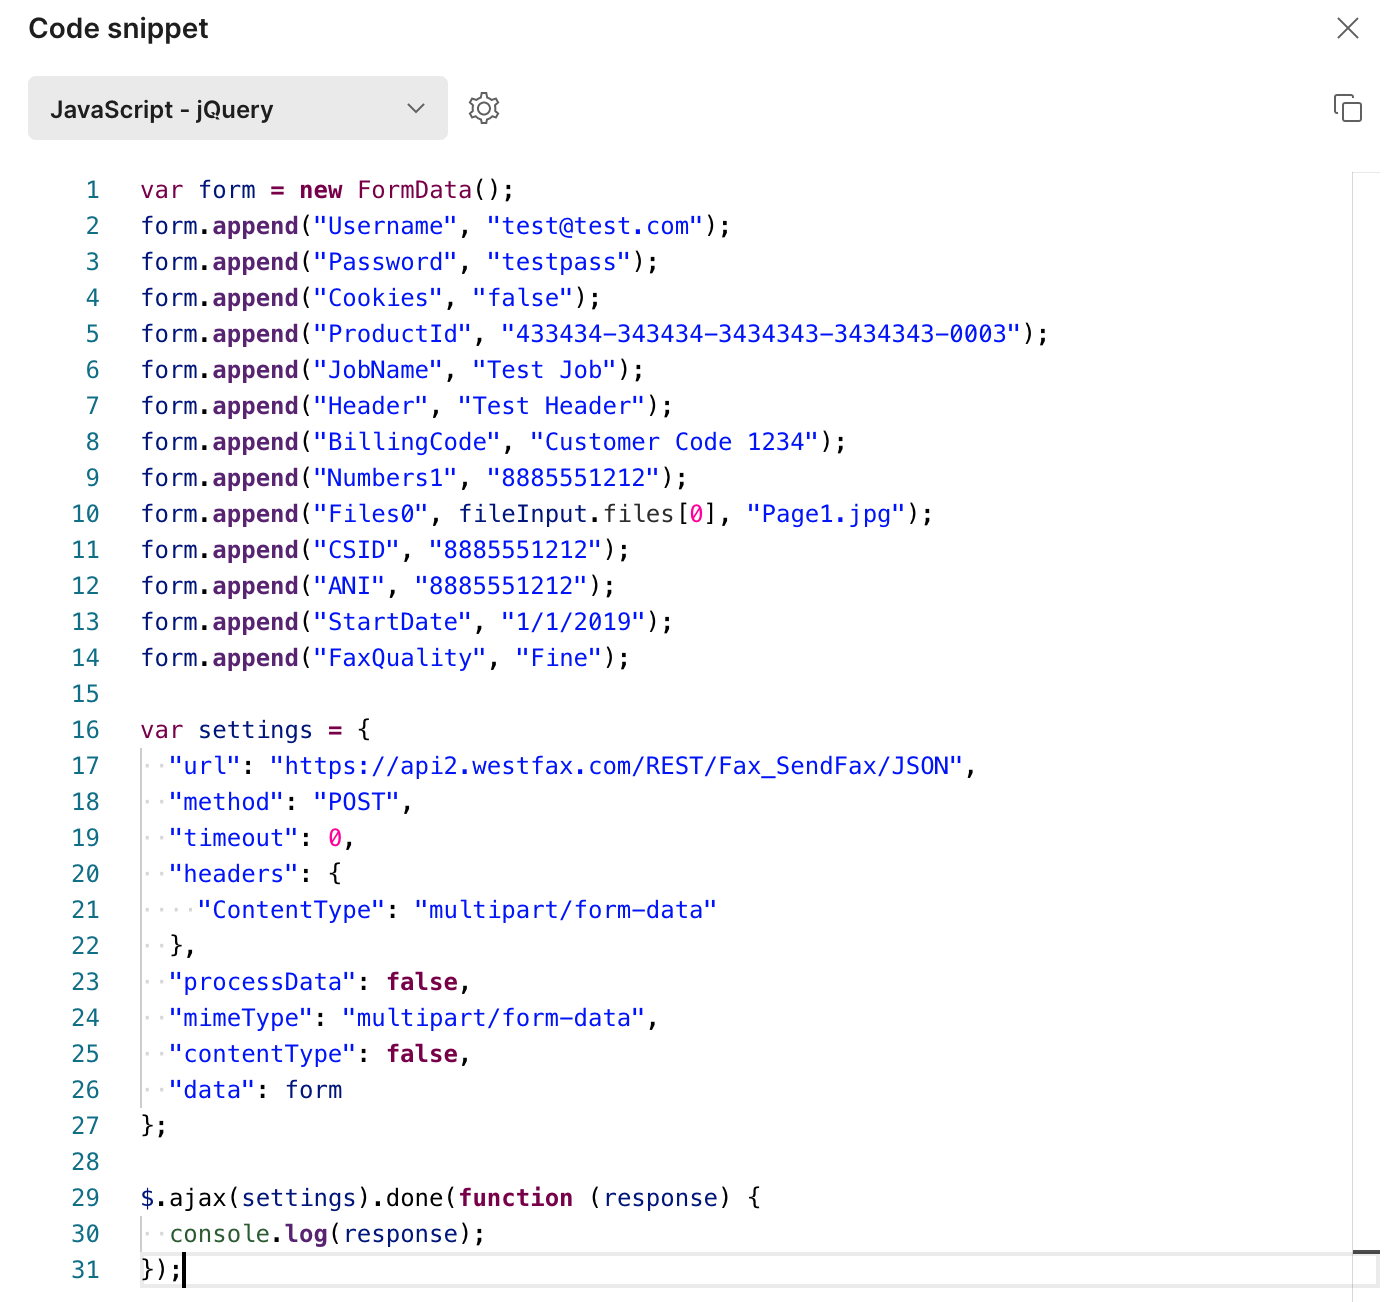 Code snippet
JavaScript - jQuery
1 var form = new FormData();
2 form.append("Username", "test@test.com");
3 form.append("Password", "testpass");
4 form.append("Cookies", "false");
5 form.append("ProductId", "433434-343434-3434343-3434343-0003");
6 form.append("JobName", "Test Job");
7 form.append("Header", "Test Header");
8 form.append("BillingCode", "Customer Code 1234");
9 form.append("Numbers1", "8885551212");
10 form.append("Files0", fileInput.files[0], "Page1.jpg");
11 form.append("CSID", "8885551212");
12 form.append("ANI", "8885551212");
13 form.append("StartDate", "1/1/2019");
14 form.append("FaxQuality", "Fine");
15
16 var settings = {
17   "url": "https://api2.westfax.com/REST/Fax_SendFax/JSON",
18   "method": "POST",
19   "timeout": 0,
20   "headers": {
21     "ContentType": "multipart/form-data"
22   },
23   "processData": false,
24   "mimeType": "multipart/form-data",
25   "contentType": false,
26   "data": form
27 };
28
29 $.ajax(settings).done(function (response) {
30   console.log(response);
31 });